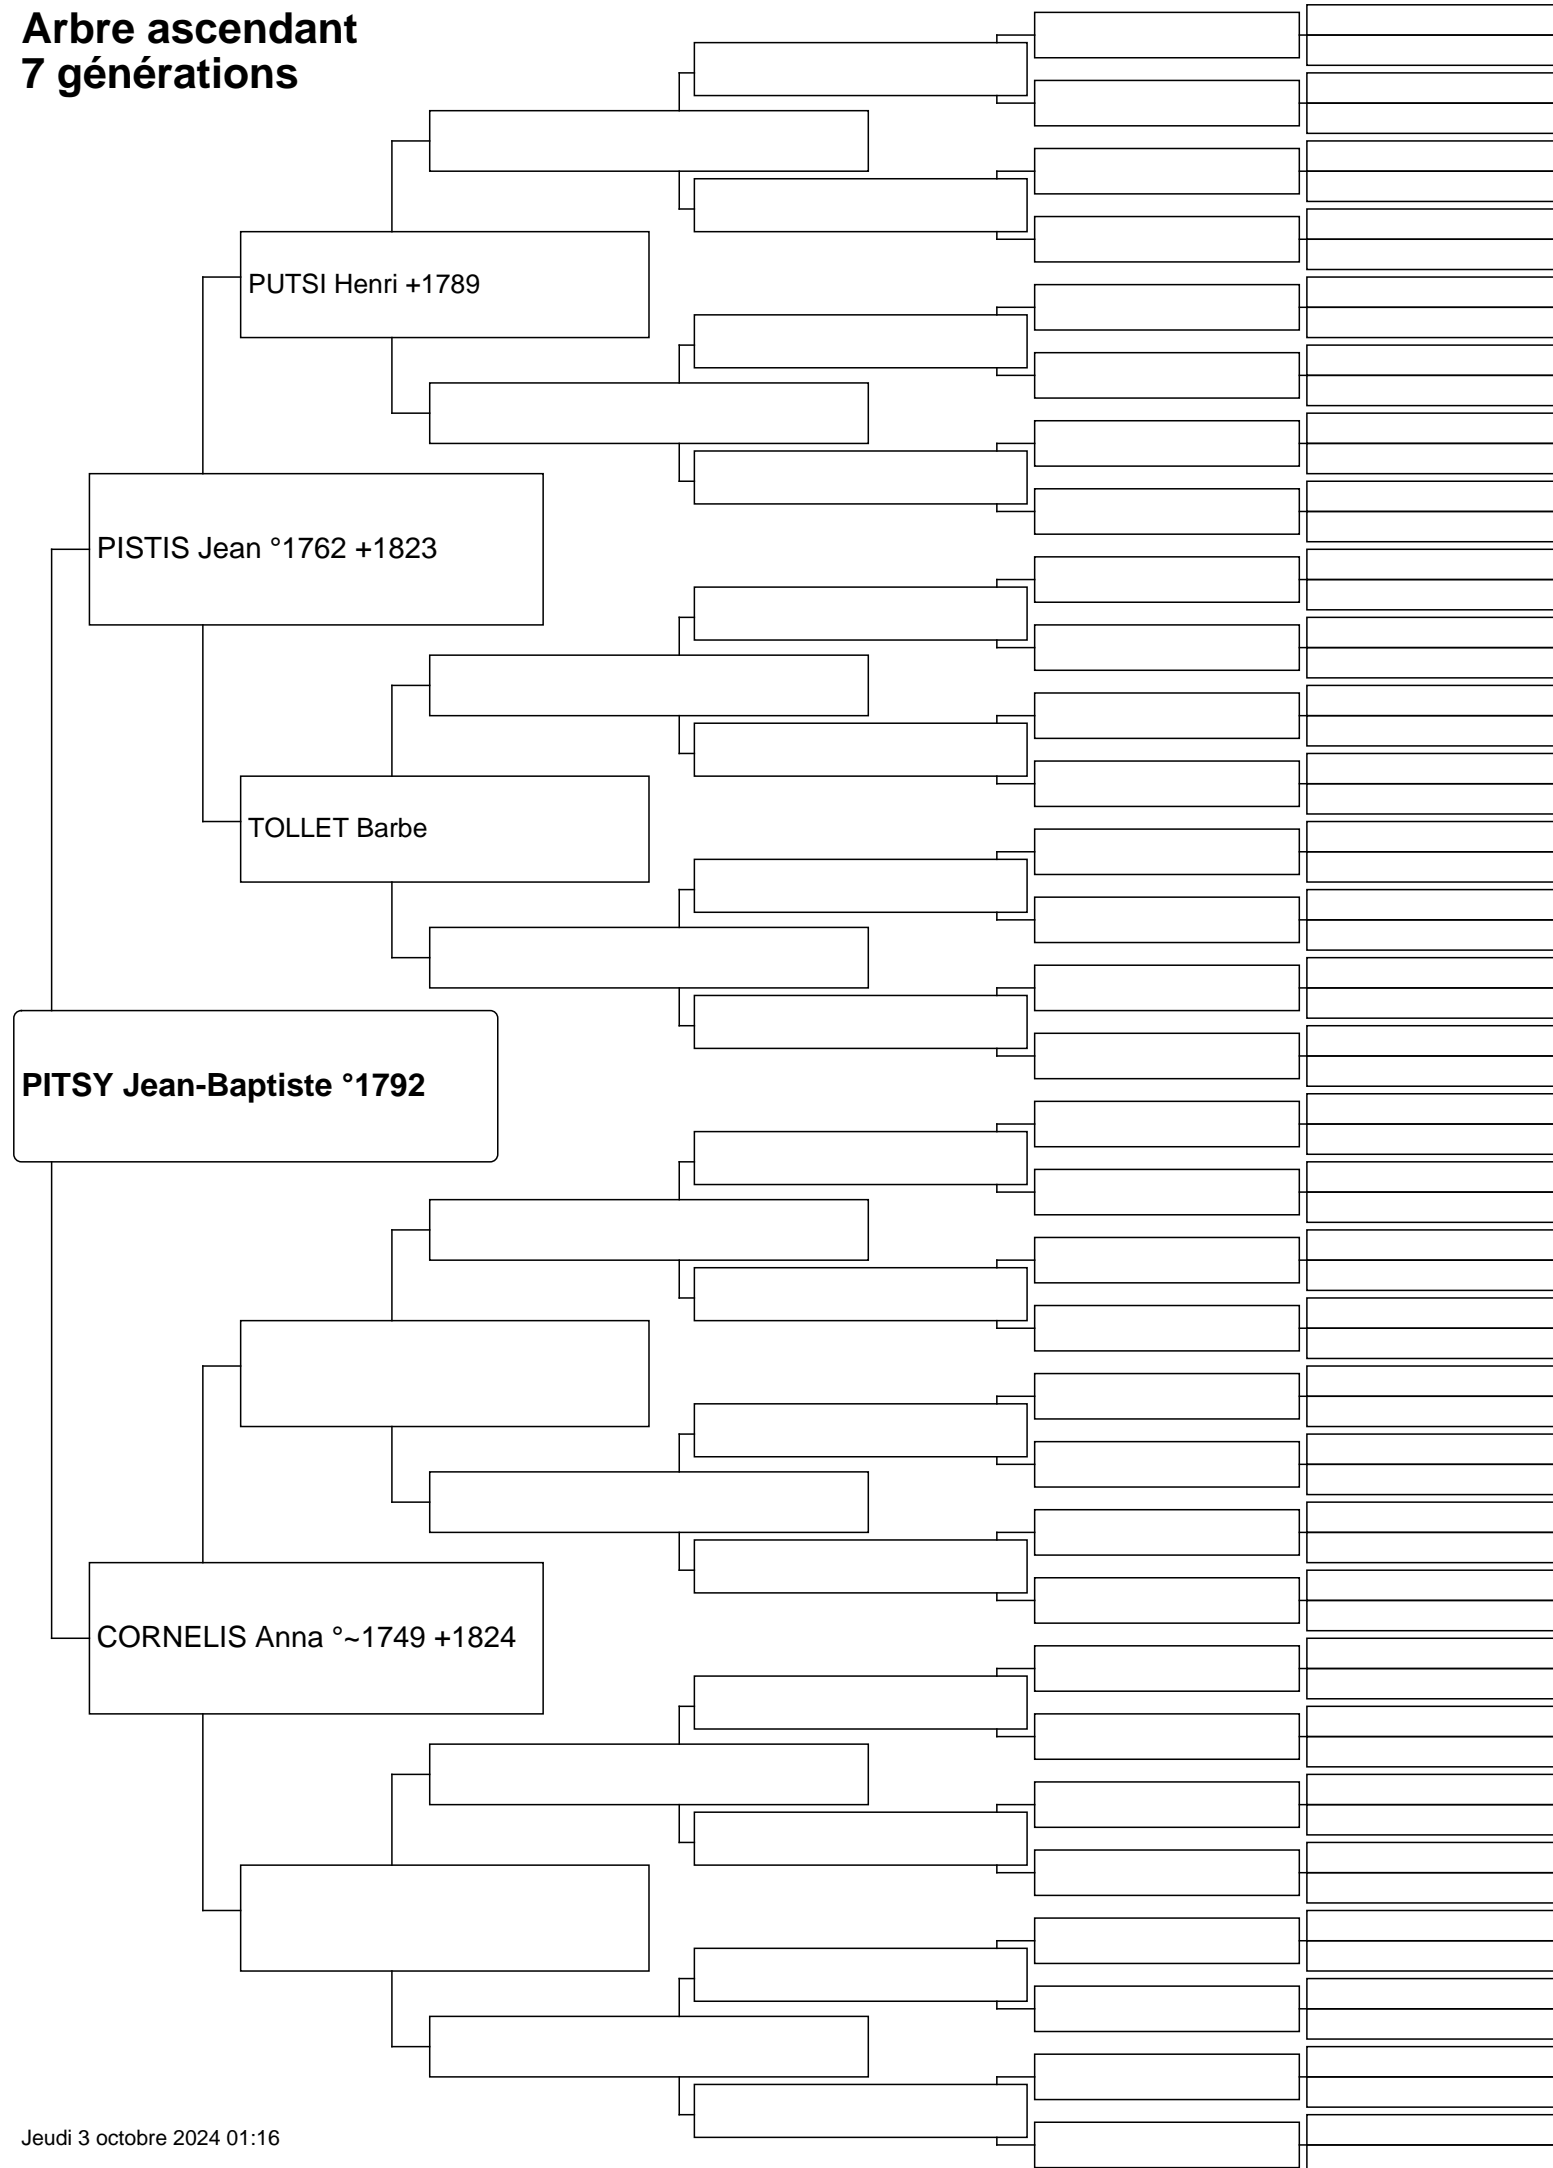 Arbre ascendant
7 générations
PUTSI Henri +1789
PISTIS Jean °1762 +1823
TOLLET Barbe
PITSY Jean-Baptiste °1792
CORNELIS Anna °~1749 +1824
Jeudi 3 octobre 2024 01:16